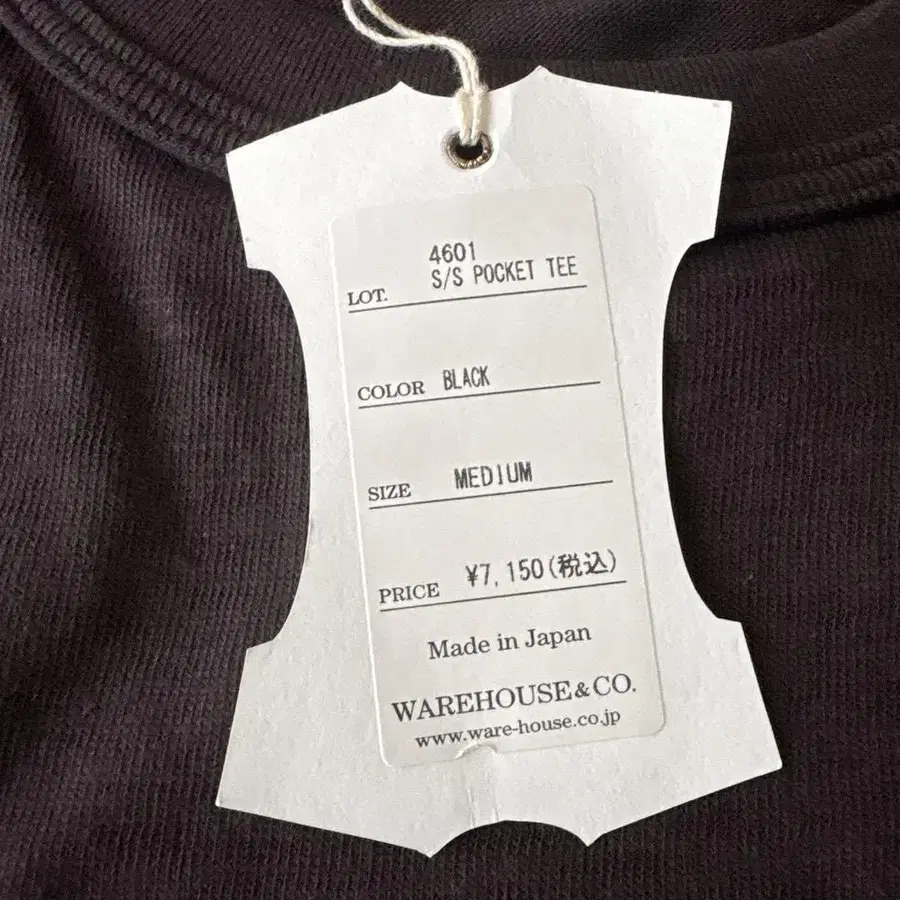 4601
LOT. S/S POCKET TEE
COLOR BLACK
SIZE MEDIUM
PRICE ¥7,150(税込)
Made in Japan
WAREHOUSE&CO.
www.ware-house.co.jp